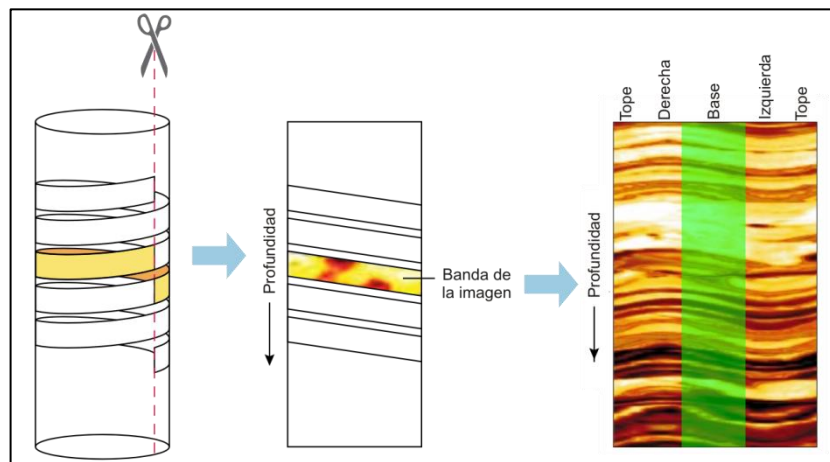 Profundidad
Banda de
la imagen
Profundidad
Tope
Derecha
Base
Izquierda
Tope